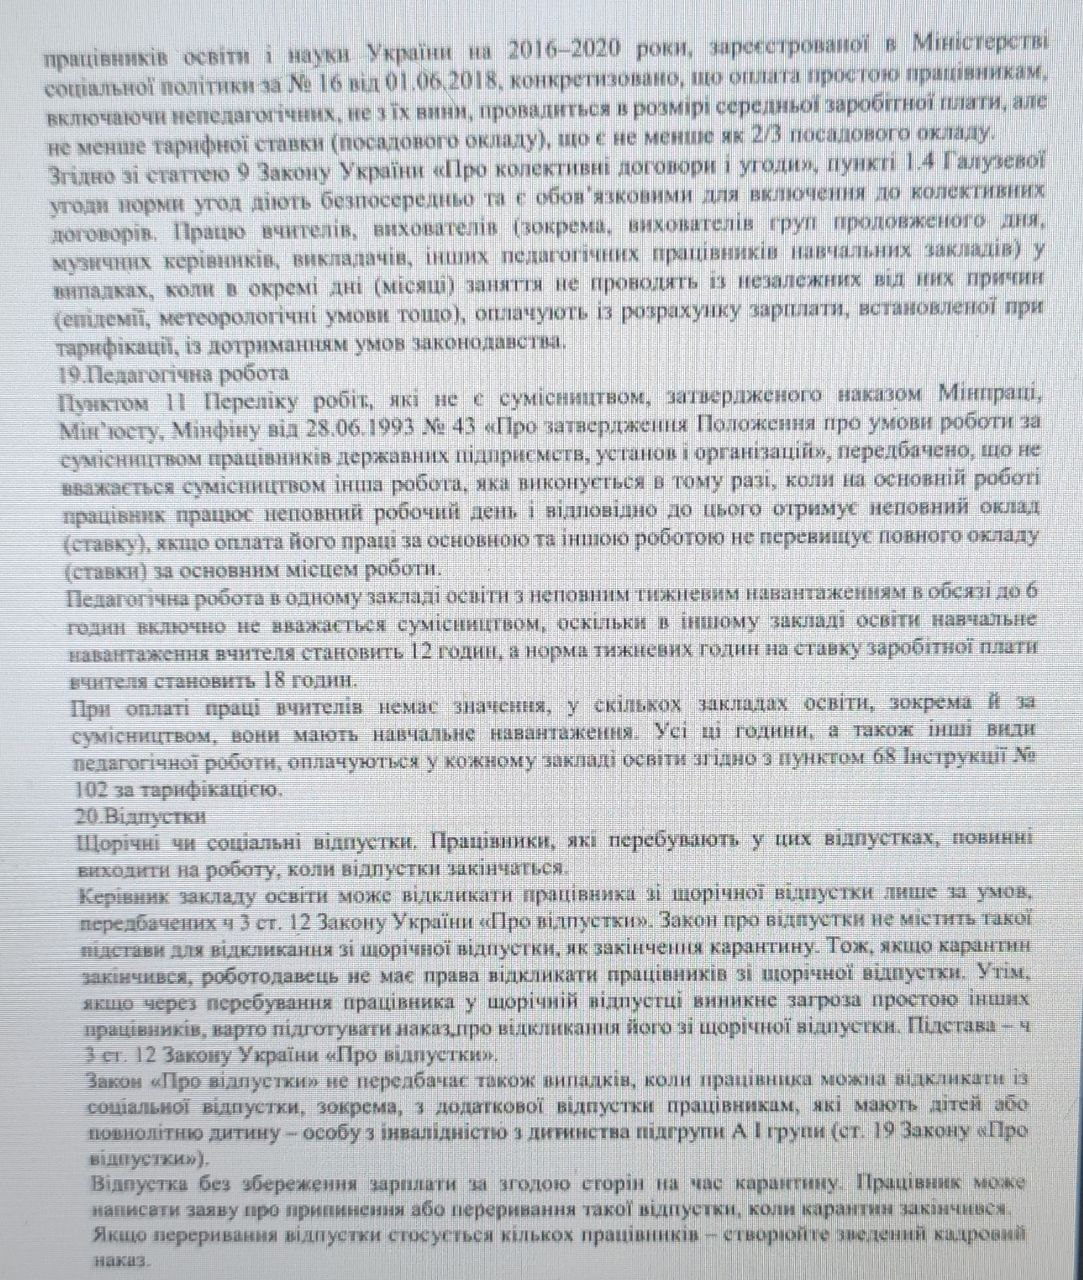 працівників освіти і науки України на 2016–2020 роки, зареєстрованої в Міністерстві
соціальної політики за № 16 від 01.06.2018, конкретизовано, що оплата простою працівникам,
включаючи непедагогічних, не з їх вини, провадиться в розмірі середньої заробітної плати, але
не менше тарифної ставки (посадового окладу), що є не менше як 2/3 посадового окладу.
Згідно зі статтею 9 Закону України «Про колективні договори і угоди», пункті 1.4 Галузевої
угоди норми угод діють безпосередньо та є обов’язковими для включення до колективних
договорів. Працю вчителів, вихователів (зокрема, вихователів груп продовженого дня,
музичних керівників, викладачів, інших педагогічних працівників навчальних закладів) у
випадках, коли в окремі дні (місяці) заняття не проводять із незалежних від них причин
(епідемії, метеорологічні умови тощо), оплачують із розрахунку зарплати, встановленої при
тарифікації, із дотриманням умов законодавства.
19.Педагогічна робота
Пунктом 11 Переліку робіт, які не є сумісництвом, затвердженого наказом Мінпраці,
Мін’юсту, Мінфіну від 28.06.1993 № 43 «Про затвердження Положення про умови роботи за
сумісництвом працівників державних підприємств, установ і організацій», передбачено, що не
вважається сумісництвом інша робота, яка виконується в тому разі, коли на основній роботі
працівник працює неповний робочий день і відповідно до цього отримує неповний оклад
(ставку), якщо оплата його праці за основною та іншою роботою не перевищує повного окладу
(ставки) за основним місцем роботи.
Педагогічна робота в одному закладі освіти з неповним тижневим навантаженням в обсязі до 6
годин включно не вважається сумісництвом, оскільки в іншому закладі освіти навчальне
навантаження вчителя становить 12 годин, а норма тижневих годин на ставку заробітної плати
вчителя становить 18 годин.
При оплаті праці вчителів немає значення, у скількох закладах освіти, зокрема й за
сумісництвом, вони мають навчальне навантаження. Усі ці години, а також інші види
педагогічної роботи, оплачуються у кожному закладі освіти згідно з пунктом 68 Інструкції №
102 за тарифікацією.
20.Відпустки
Щорічні чи соціальні відпустки. Працівники, які перебувають у цих відпустках, повинні
виходити на роботу, коли відпустки закінчаться.
Керівник закладу освіти може відкликати працівника зі щорічної відпустки лише за умов,
передбачених ч 3 ст. 12 Закону України «Про відпустки». Закон про відпустки не містить такої
підстави для відкликання зі щорічної відпустки, як закінчення карантину. Тож, якщо карантин
закінчився, роботодавець не має права відкликати працівників зі щорічної відпустки. Утім,
якщо через перебування працівника у щорічній відпустці виникне загроза простою інших
працівників, варто підготувати наказ про відкликання його зі щорічної відпустки. Підстава – ч
3 ст. 12 Закону України «Про відпустки».
Закон «Про відпустки» не передбачає також випадків, коли працівника можна відкликати із
соціальної відпустки, зокрема, з додаткової відпустки працівникам, які мають дітей або
повнолітню дитину – особу з інвалідністю з дитинства підгрупи А І групи (ст. 19 Закону «Про
відпустки»).
Відпустка без збереження зарплати за згодою сторін на час карантину. Працівник може
написати заяву про припинення або переривання такої відпустки, коли карантин закінчився.
Якщо переривання відпустки стосується кількох працівників – створюйте зведений кадровий
наказ.